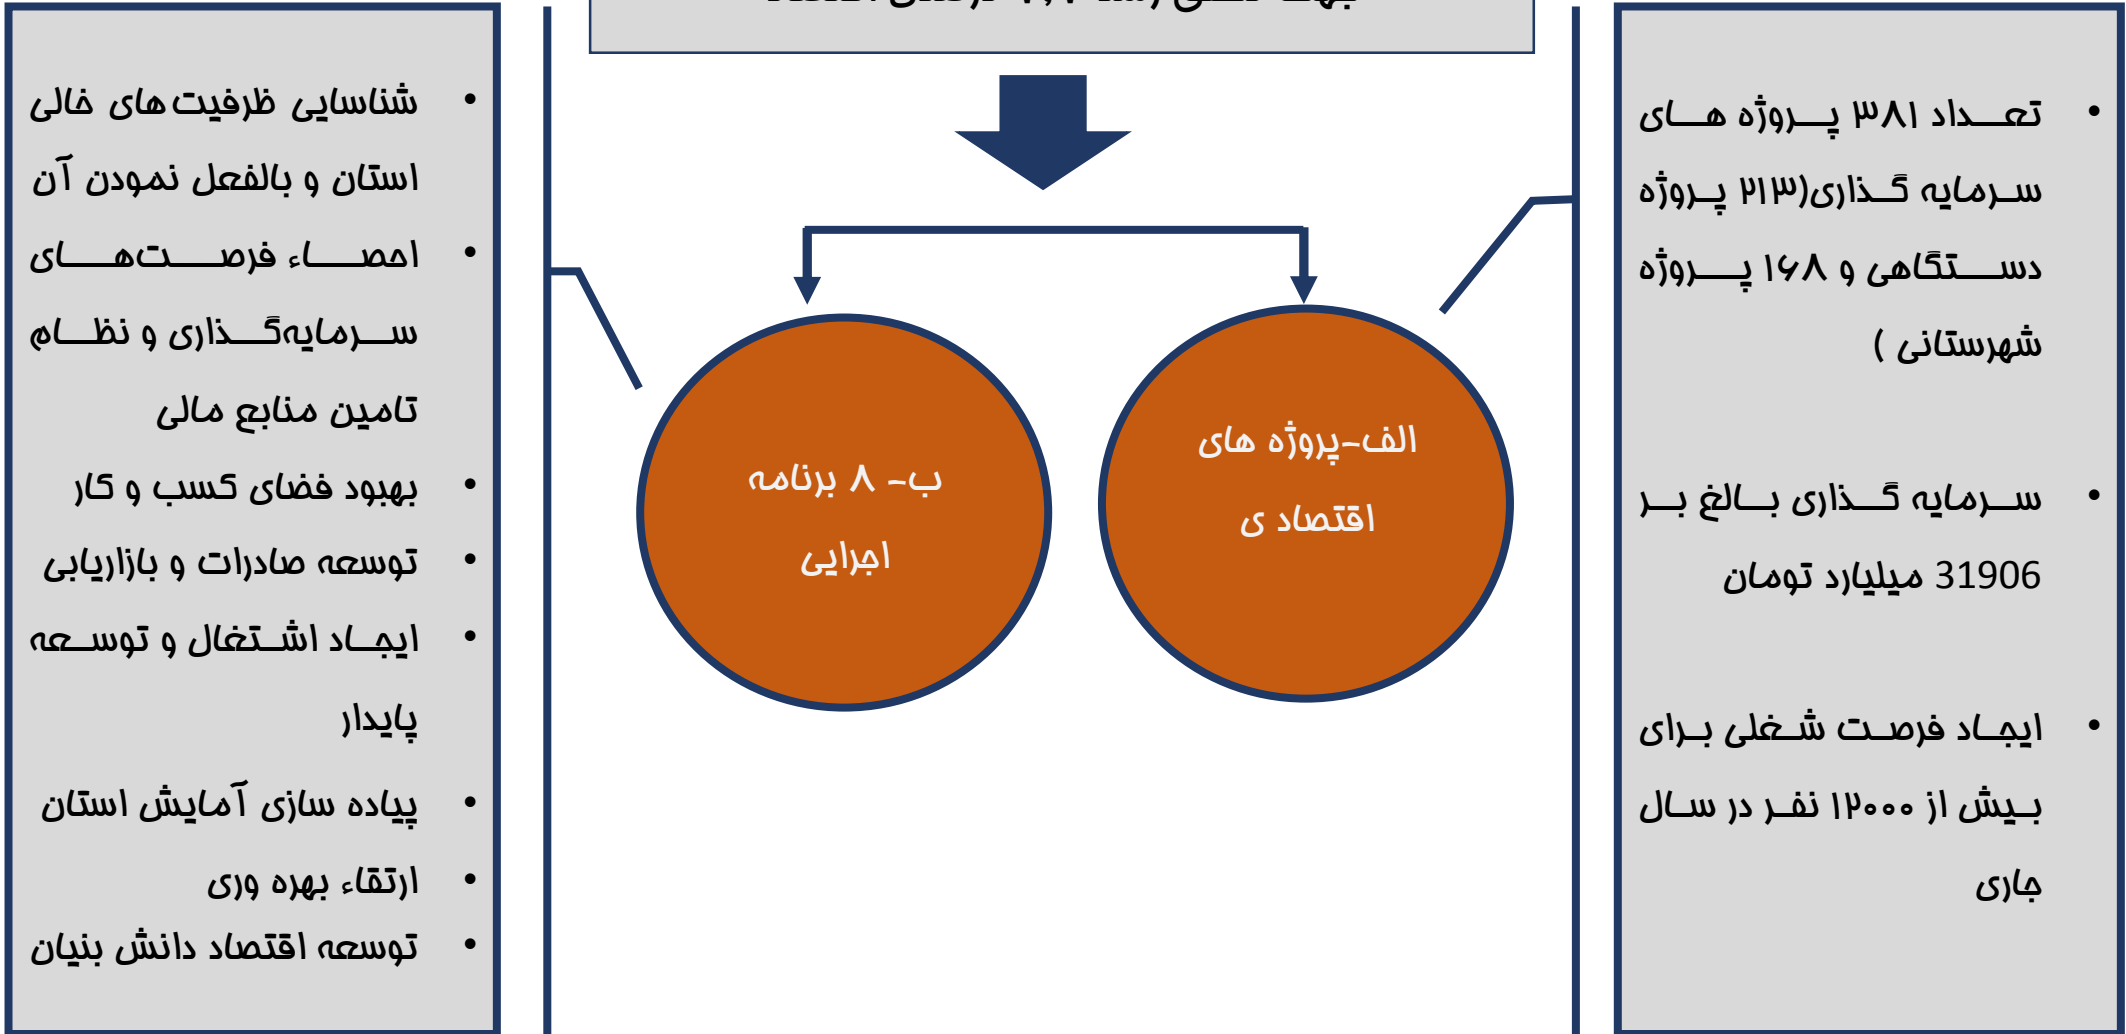 تعداد ۳۸۱ پروژه های
سرمایه گذاری(۲۱۳ پروژه
دستگاهی و ۱۶۸ پروژه
شهرستانی )
سرمایه گذاری بالغ بر
31906 میلیارد تومان
ایجاد فرصت شغلی برای
بیش از ۱۲۰۰۰ نفر در سال
جاری
الف-پروژه های
اقتصاد ی
ب- ۸ برنامه
اجرایی
شناسایی ظرفیت های خالی
استان و بالفعل نمودن آن
احصاء فرصت‌های
سرمایه‌گذاری و نظام
تامین منابع مالی
بهبود فضای کسب و کار
توسعه صادرات و بازاریابی
ایجاد اشتغال و توسعه
پایدار
پیاده سازی آمایش استان
ارتقاء بهره وری
توسعه اقتصاد دانش بنیان